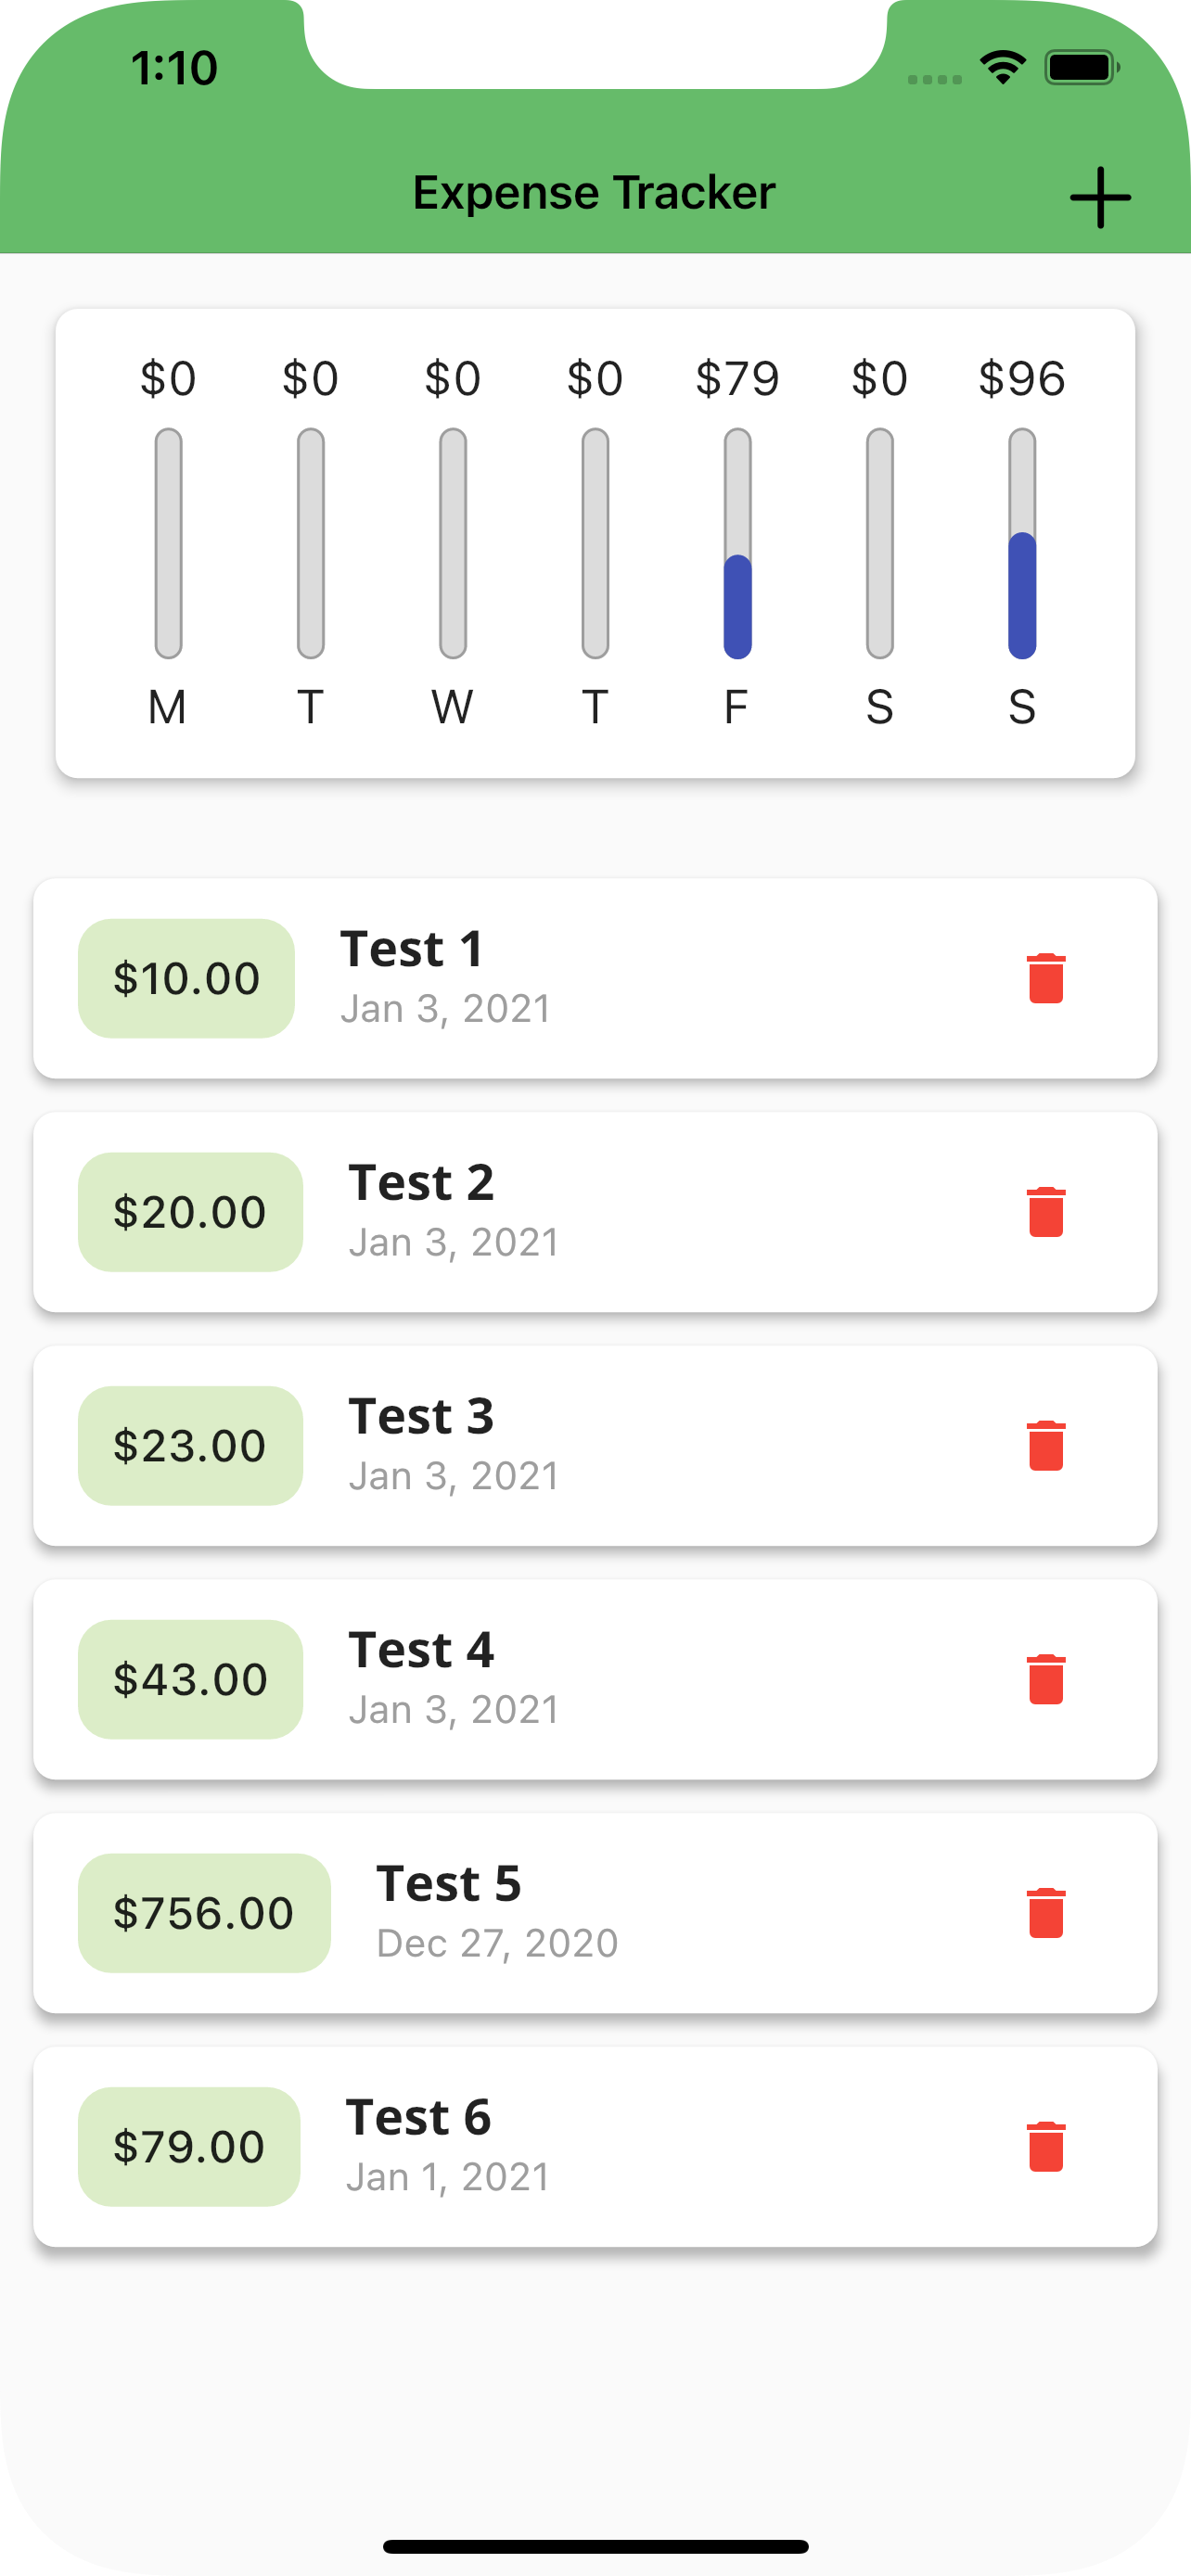 1:10
Expense Tracker
$0 $0 $0 $0 $79 $0 $96
M T W T F S S
$10.00
Test 1
Jan 3, 2021
$20.00
Test 2
Jan 3, 2021
$23.00
Test 3
Jan 3, 2021
$43.00
Test 4
Jan 3, 2021
$756.00
Test 5
Dec 27, 2020
$79.00
Test 6
Jan 1, 2021